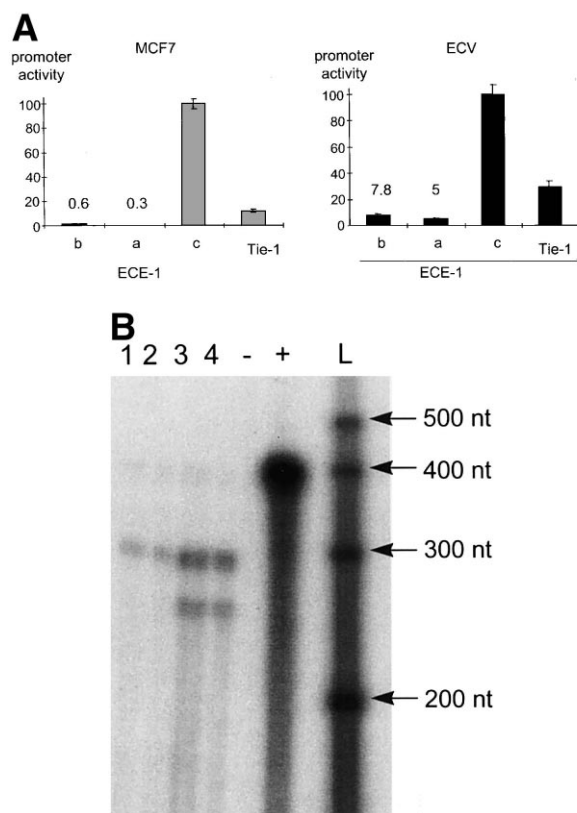 A
MCF7
promoter
activity
100
80
60
40
20
0
0.6
0.3
b a c Tie-1
ECE-1
ECV
promoter
activity
100
80
60
40
20
0
7.8
5
b a c Tie-1
ECE-1
B
1 2 3 4 - + L
500 nt
400 nt
300 nt
200 nt